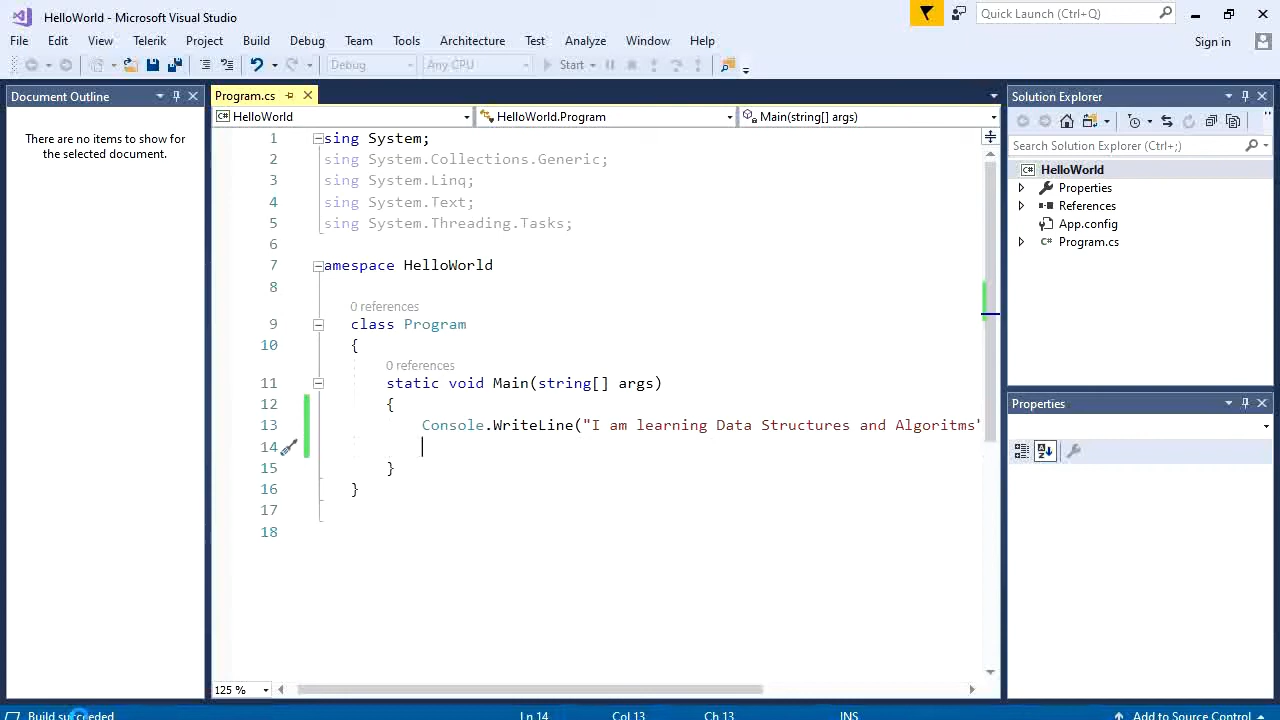 HelloWorld - Microsoft Visual Studio
Quick Launch (Ctrl+Q)
File Edit View Telerik Project Build Debug Team Tools Architecture Test Analyze Window Help
Sign in
Debug Any CPU Start
Document Outline
There are no items to show for
the selected document.
Program.cs
HelloWorld HelloWorld.Program Main(string[] args)
1 sing System;
2 sing System.Collections.Generic;
3 sing System.Linq;
4 sing System.Text;
5 sing System.Threading.Tasks;
6
7 amespace HelloWorld
8
0 references
9 class Program
10 {
0 references
11 static void Main(string[] args)
12 {
13 Console.WriteLine("I am learning Data Structures and Algoritms"
14
15 }
16 }
17
18
125 %
Solution Explorer
Search Solution Explorer (Ctrl+;)
HelloWorld
Properties
References
App.config
C# Program.cs
Properties
Build succeeded Ln 14 Col 13 Ch 13 INS Add to Source Control